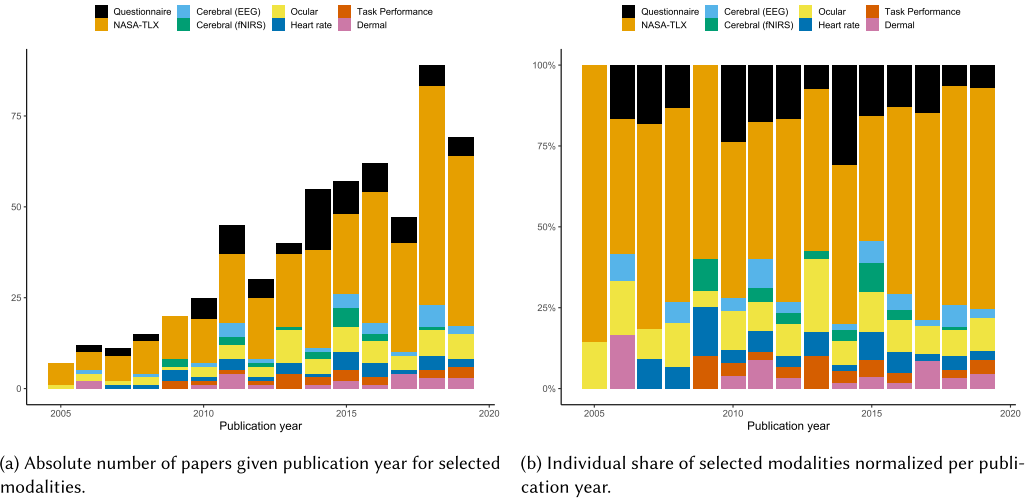 Questionnaire Cerebral (EEG) Ocular Task Performance
NASA-TLX Cerebral (fNIRS) Heart rate Dermal
75
50
25
0
2005 2010 2015 2020
Publication year
(a) Absolute number of papers given publication year for selected
modalities.
Questionnaire Cerebral (EEG) Ocular Task Performance
NASA-TLX Cerebral (fNIRS) Heart rate Dermal
100%
75%
50%
25%
0%
2005 2010 2015 2020
Publication year
(b) Individual share of selected modalities normalized per publi-
cation year.